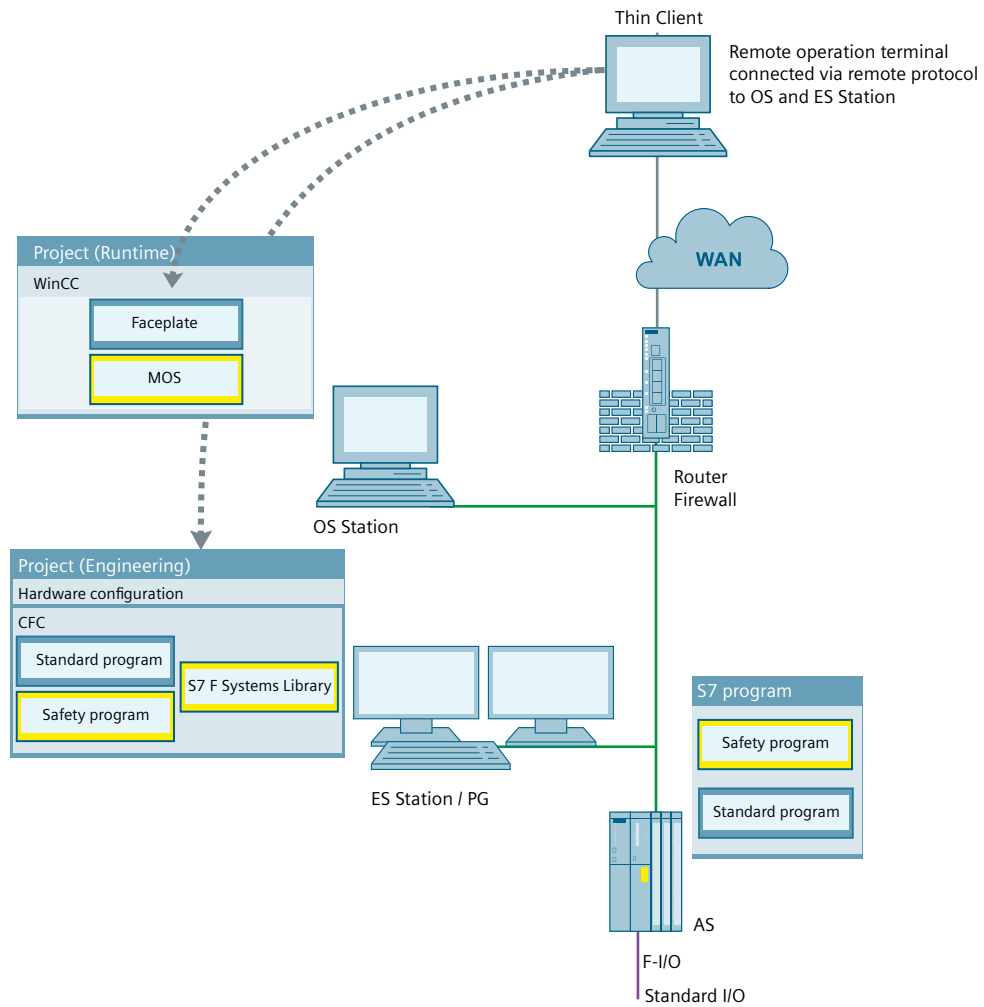 Thin Client
Remote operation terminal
connected via remote protocol
to OS and ES Station
WAN
Project (Runtime)
WinCC
Faceplate
MOS
Router
Firewall
OS Station
Project (Engineering)
Hardware configuration
CFC
Standard program
S7 F Systems Library
Safety program
ES Station / PG
S7 program
Safety program
Standard program
AS
F-I/O
Standard I/O